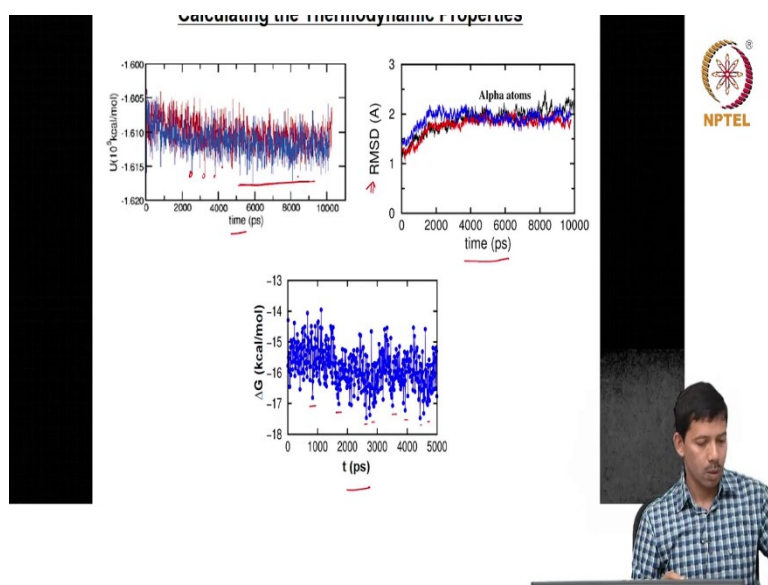 Calculating the Thermodynamic Properties
-1.600
-1.605
-1.610
-1.615
-1.620
U(10⁵kcal/mol)
0 2000 4000 6000 8000 10000
time (ps)
3
2
1
0
RMSD (A)
Alpha atoms
0 2000 4000 6000 8000 10000
time (ps)
®
NPTEL
−13
−14
−15
−16
−17
−18
ΔG (kcal/mol)
0 1000 2000 3000 4000 5000
t (ps)